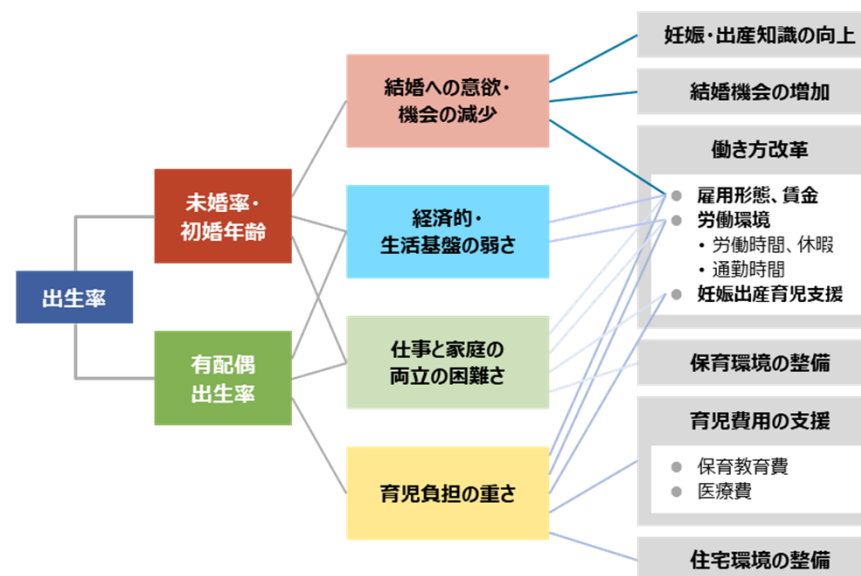 出生率
未婚率・
初婚年齢
有配偶
出生率
結婚への意欲・
機会の減少
経済的・
生活基盤の弱さ
仕事と家庭の
両立の困難さ
育児負担の重さ
妊娠・出産知識の向上
結婚機会の増加
働き方改革
● 雇用形態、賃金
● 労働環境
・労働時間、休暇
・通勤時間
● 妊娠出産育児支援
保育環境の整備
育児費用の支援
● 保育教育費
● 医療費
住宅環境の整備